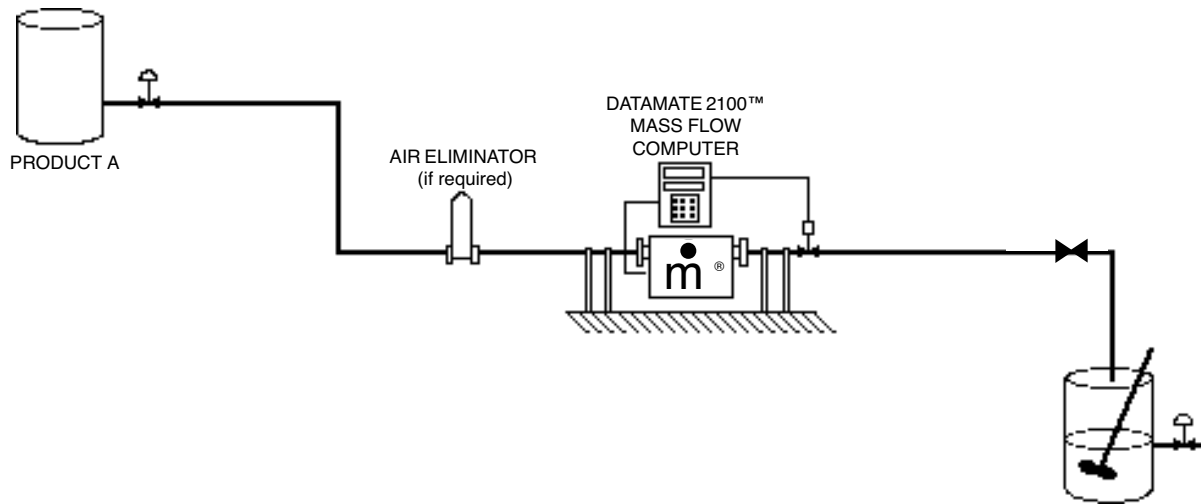 PRODUCT A
AIR ELIMINATOR
(if required)
DATAMATE 2100™
MASS FLOW
COMPUTER
ṁ ®